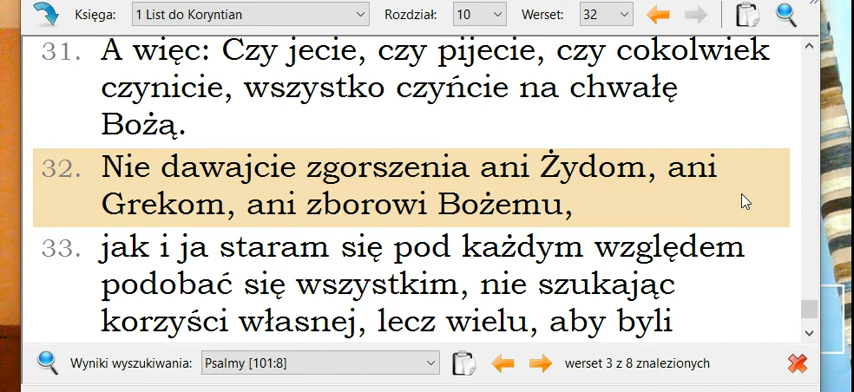 Księga: 1 List do Koryntian Rozdział: 10 Werset: 32
31. A więc: Czy jecie, czy pijecie, czy cokolwiek
czynicie, wszystko czyńcie na chwałę
Bożą.
32. Nie dawajcie zgorszenia ani Żydom, ani
Grekom, ani zborowi Bożemu,
33. jak i ja staram się pod każdym względem
podobać się wszystkim, nie szukając
korzyści własnej, lecz wielu, aby byli
Wyniki wyszukiwania: Psalmy [101:8] werset 3 z 8 znalezionych